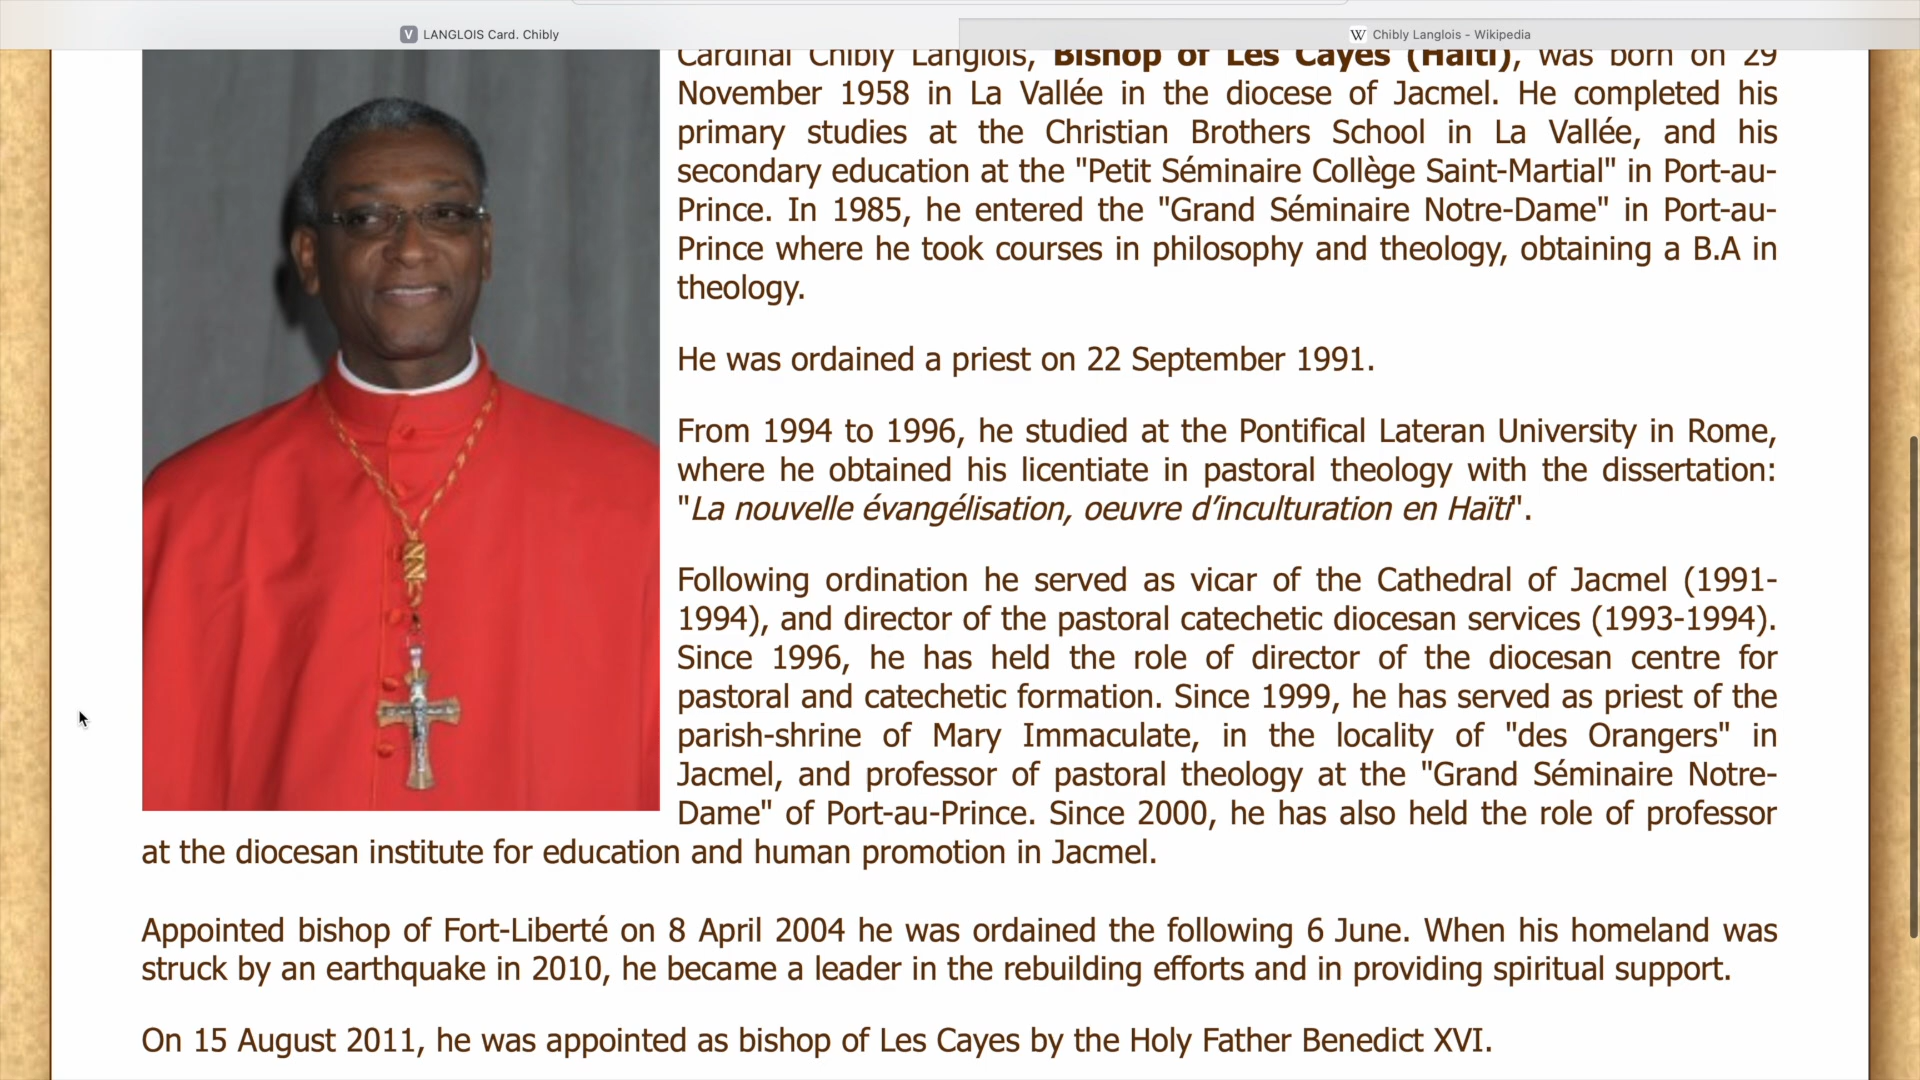 LANGLOIS Card. Chibly
Chibly Langlois - Wikipedia
Cardinal Chibly Langlois, Bishop of Les Cayes (Haiti), was born on 29
November 1958 in La Vallée in the diocese of Jacmel. He completed his
primary studies at the Christian Brothers School in La Vallée, and his
secondary education at the "Petit Séminaire Collège Saint-Martial" in Port-au-
Prince. In 1985, he entered the "Grand Séminaire Notre-Dame" in Port-au-
Prince where he took courses in philosophy and theology, obtaining a B.A in
theology.
He was ordained a priest on 22 September 1991.
From 1994 to 1996, he studied at the Pontifical Lateran University in Rome,
where he obtained his licentiate in pastoral theology with the dissertation:
"La nouvelle évangélisation, oeuvre d’inculturation en Haïti".
Following ordination he served as vicar of the Cathedral of Jacmel (1991-
1994), and director of the pastoral catechetic diocesan services (1993-1994).
Since 1996, he has held the role of director of the diocesan centre for
pastoral and catechetic formation. Since 1999, he has served as priest of the
parish-shrine of Mary Immaculate, in the locality of "des Orangers" in
Jacmel, and professor of pastoral theology at the "Grand Séminaire Notre-
Dame" of Port-au-Prince. Since 2000, he has also held the role of professor
at the diocesan institute for education and human promotion in Jacmel.
Appointed bishop of Fort-Liberté on 8 April 2004 he was ordained the following 6 June. When his homeland was
struck by an earthquake in 2010, he became a leader in the rebuilding efforts and in providing spiritual support.
On 15 August 2011, he was appointed as bishop of Les Cayes by the Holy Father Benedict XVI.